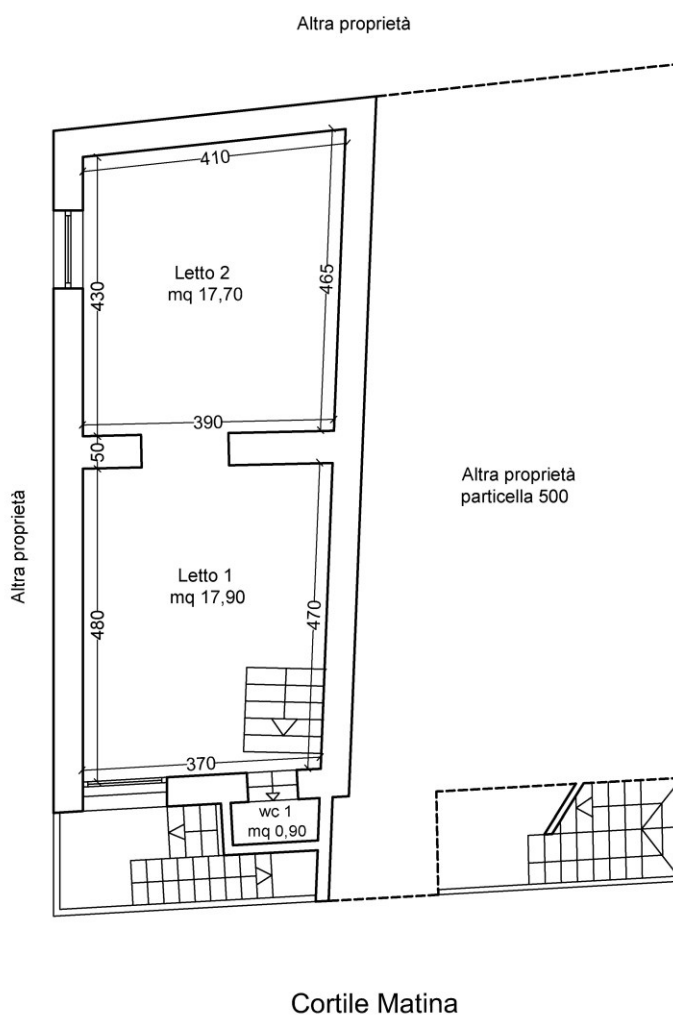 Altra proprietà
410
Letto 2
mq 17,70
430
465
390
50
Altra proprietà
particella 500
Altra proprietà
Letto 1
mq 17,90
480
470
370
wc 1
mq 0,90
Cortile Matina